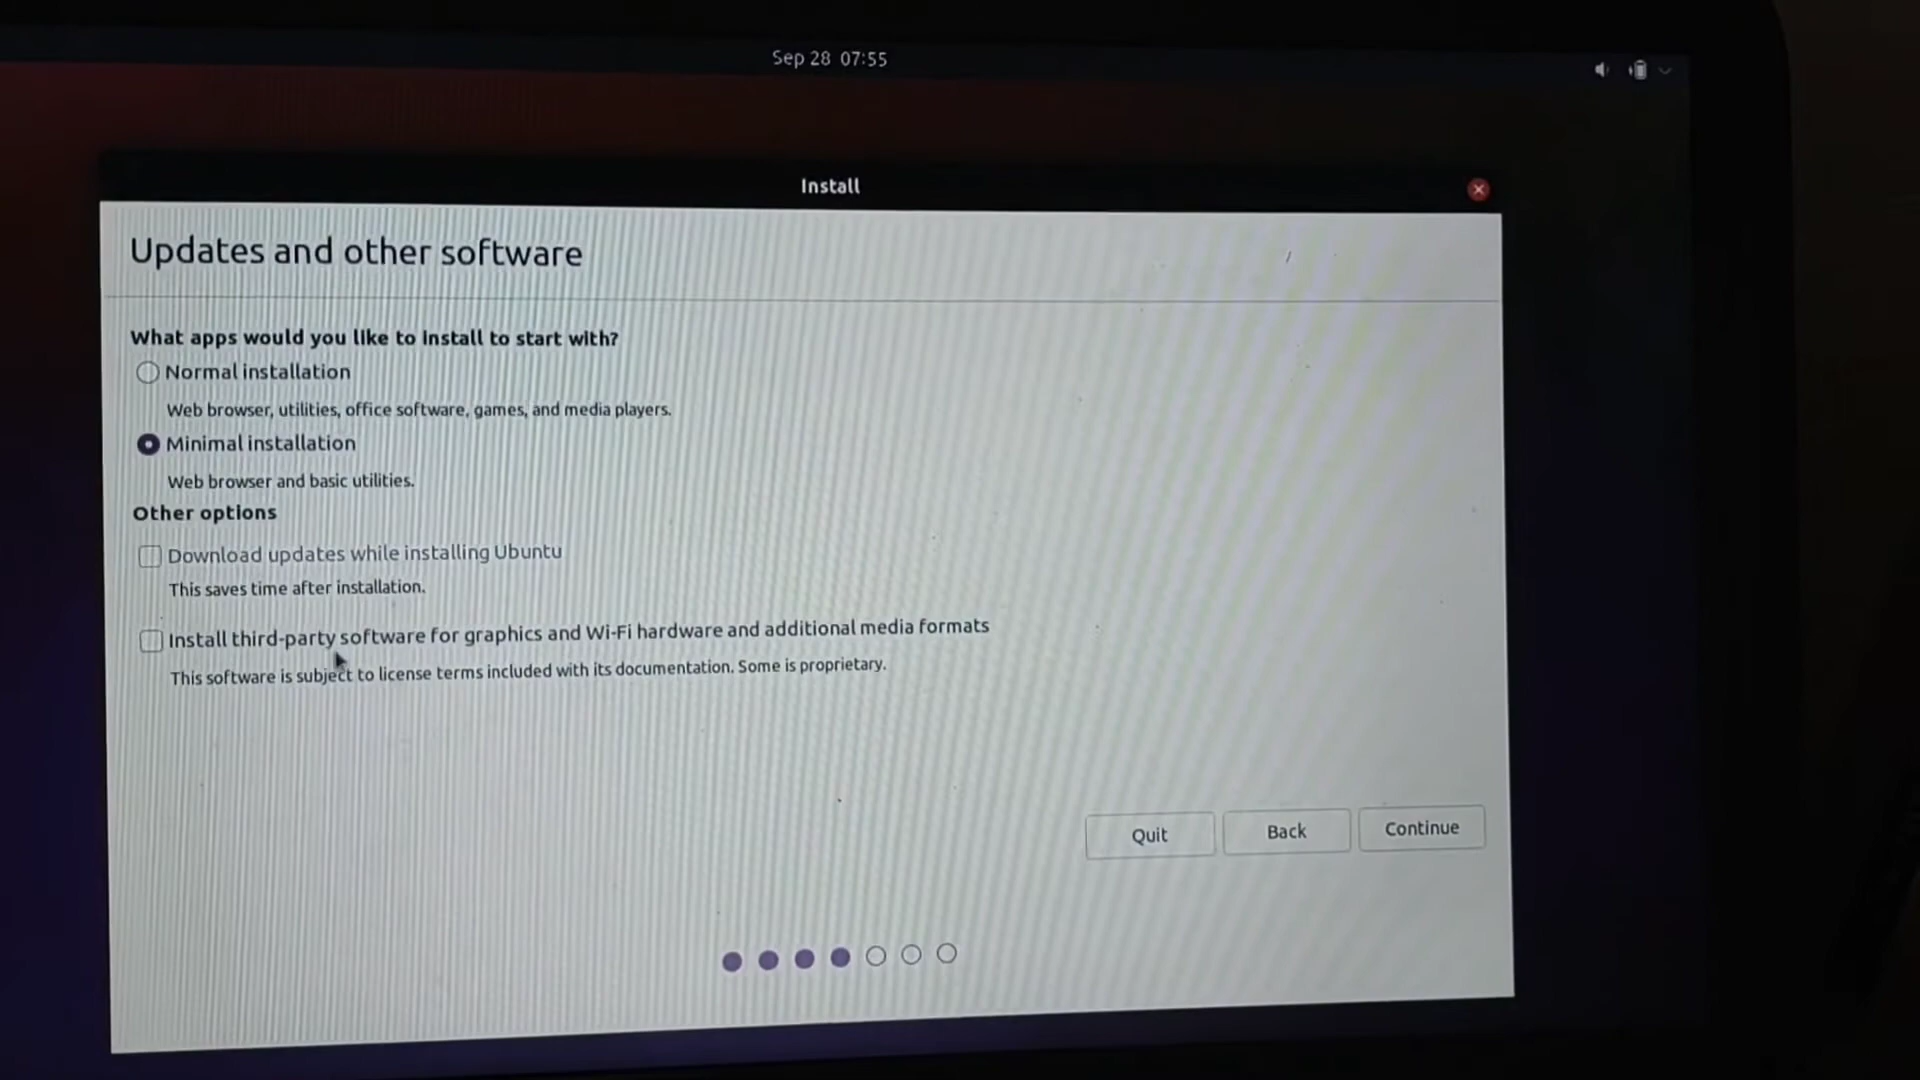 Sep 28 07:55
Install
Updates and other software
What apps would you like to install to start with?
Normal installation
Web browser, utilities, office software, games, and media players.
Minimal installation
Web browser and basic utilities.
Other options
Download updates while installing Ubuntu
This saves time after installation.
Install third-party software for graphics and Wi-Fi hardware and additional media formats
This software is subject to license terms included with its documentation. Some is proprietary.
Quit
Back
Continue